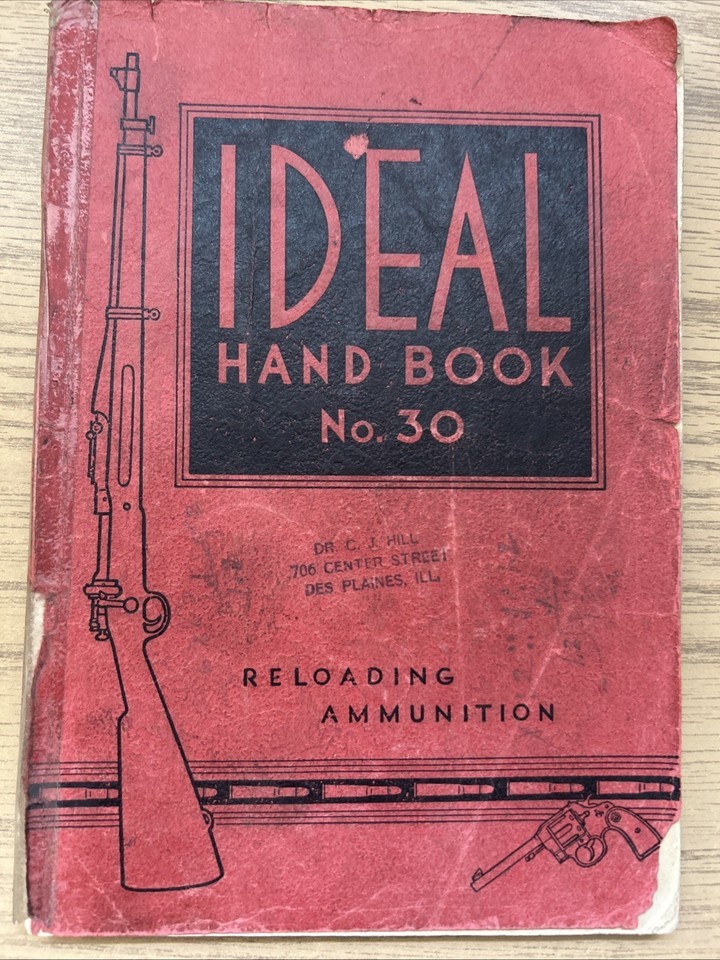 IDEAL
HAND BOOK
No. 30
DR C. J. HILL
706 CENTER STREET
DES PLAINES, ILL.
RELOADING
AMMUNITION